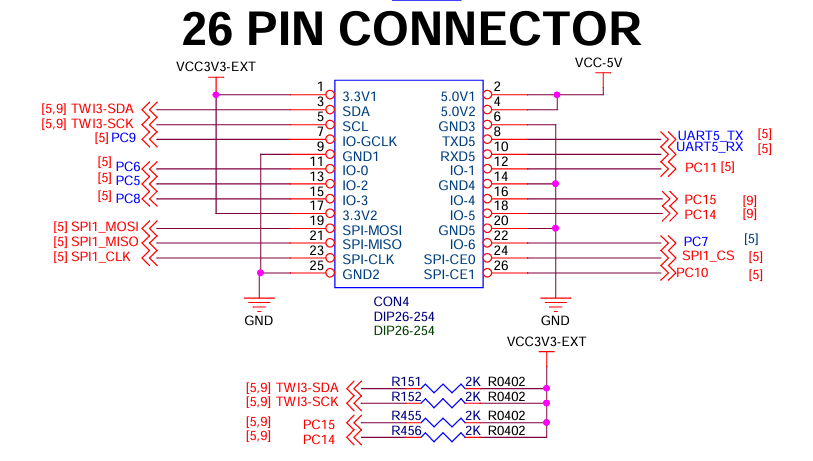 26 PIN CONNECTOR
VCC3V3-EXT
VCC-5V
1 3.3V1 5.0V1 2
[5,9] TWI3-SDA 3 SDA 5.0V2 4
[5,9] TWI3-SCK 5 SCL GND3 6
[5] PC9 7 IO-GCLK TXD5 8 UART5_TX [5]
9 GND1 RXD5 10 UART5_RX [5]
[5] PC6 11 IO-0 IO-1 12 PC11 [5]
[5] PC5 13 IO-2 GND4 14
[5] PC8 15 IO-3 IO-4 16 PC15 [9]
17 3.3V2 IO-5 18 PC14 [9]
[5] SPI1_MOSI 19 SPI-MOSI GND5 20
[5] SPI1_MISO 21 SPI-MISO IO-6 22 PC7 [5]
[5] SPI1_CLK 23 SPI-CLK SPI-CE0 24 SPI1_CS [5]
25 GND2 SPI-CE1 26 PC10 [5]
GND
CON4
DIP26-254
DIP26-254
GND
VCC3V3-EXT
[5,9] TWI3-SDA R151 2K R0402
[5,9] TWI3-SCK R152 2K R0402
[5,9] PC15 R455 2K R0402
[5,9] PC14 R456 2K R0402